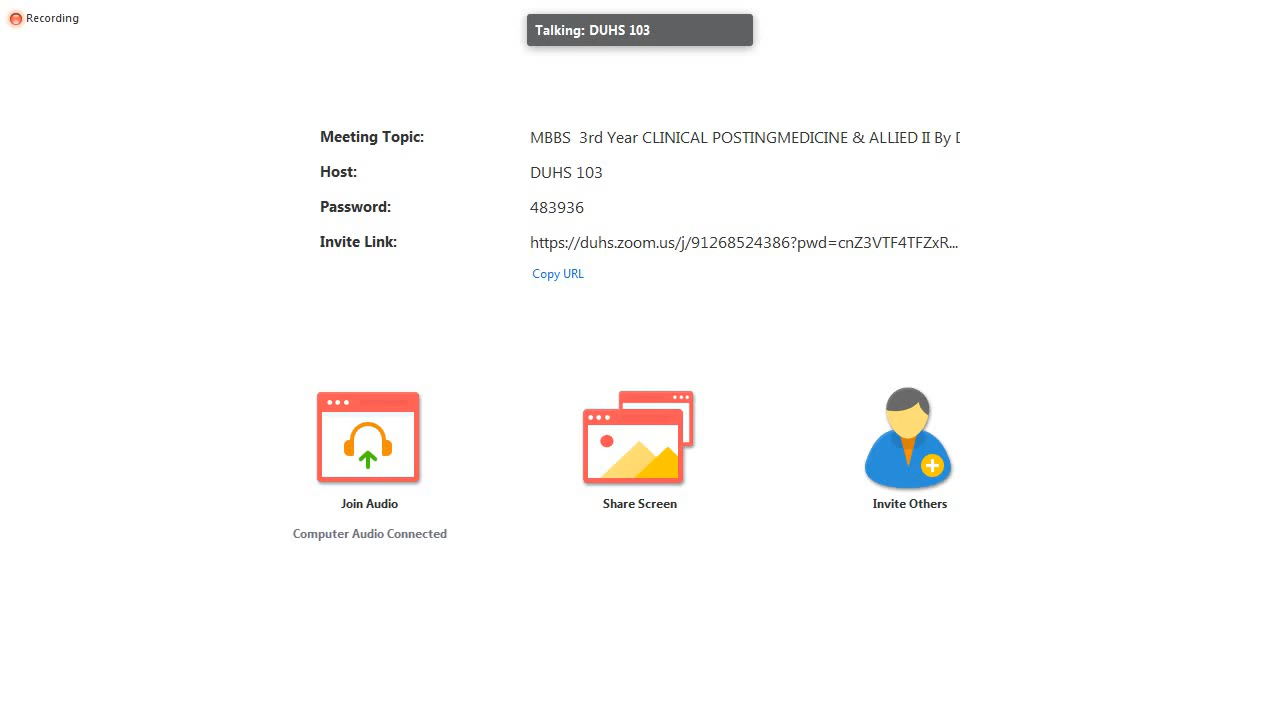 Recording
Talking: DUHS 103
Meeting Topic: MBBS  3rd Year CLINICAL POSTINGMEDICINE & ALLIED II By
Host: DUHS 103
Password: 483936
Invite Link: https://duhs.zoom.us/j/91268524386?pwd=cnZ3VTF4TFZxR...
Copy URL
Join Audio Share Screen Invite Others
Computer Audio Connected